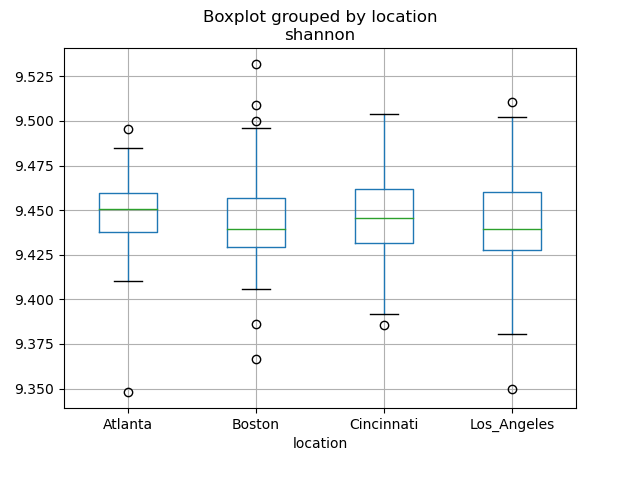 Boxplot grouped by location
shannon
9.525
9.500
9.475
9.450
9.425
9.400
9.375
9.350
Atlanta Boston Cincinnati Los_Angeles
location